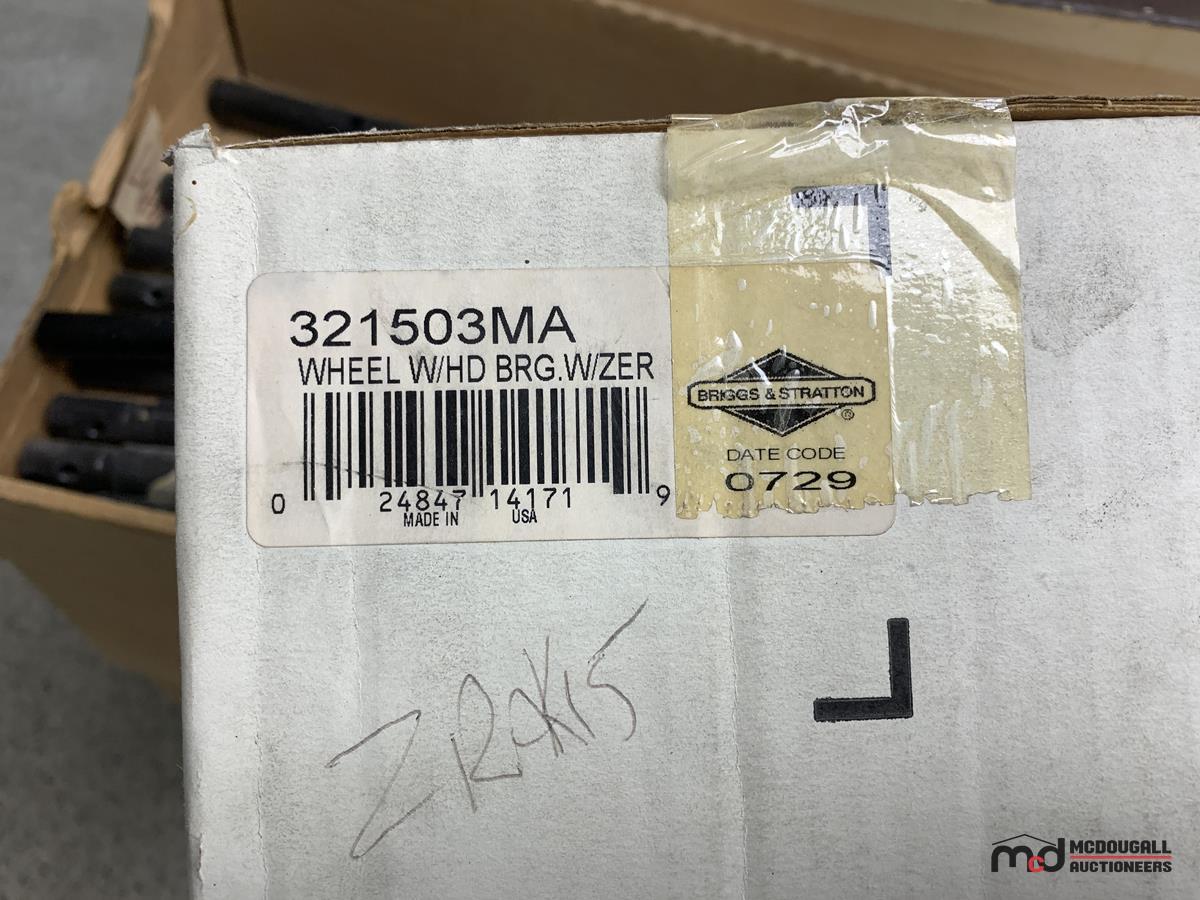 321503MA
WHEEL W/HD BRG.W/ZER
BRIGGS & STRATTON
®
DATE CODE
0729
0 24847 14171 9
MADE IN USA
mcd MCDOUGALL
AUCTIONEERS